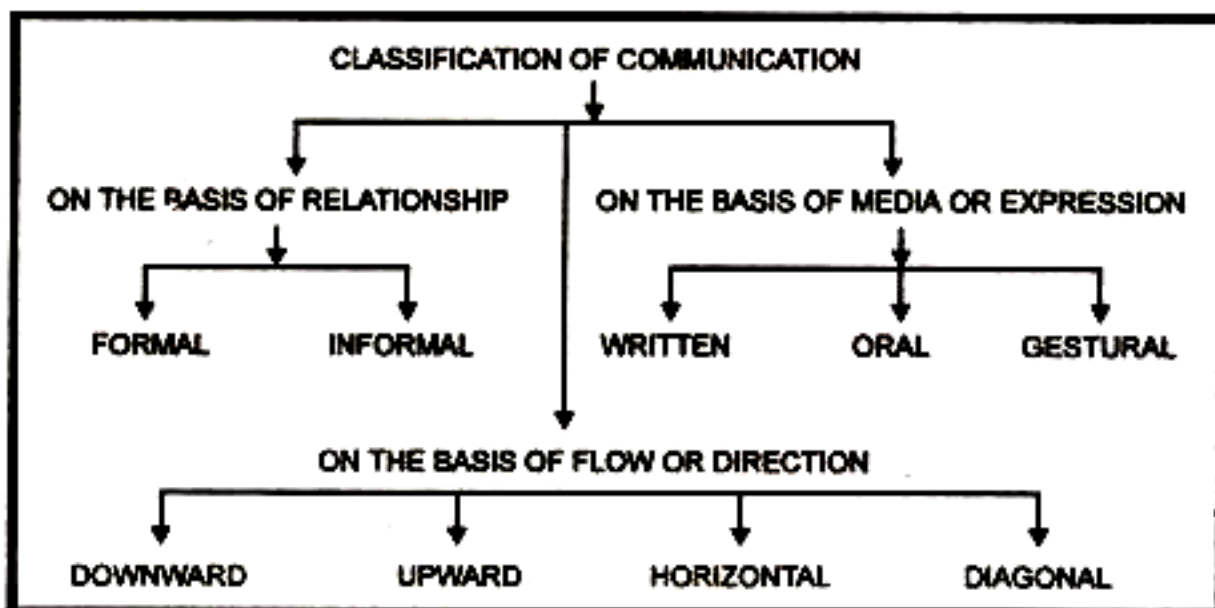 CLASSIFICATION OF COMMUNICATION
ON THE BASIS OF RELATIONSHIP
ON THE BASIS OF MEDIA OR EXPRESSION
FORMAL INFORMAL WRITTEN ORAL GESTURAL
ON THE BASIS OF FLOW OR DIRECTION
DOWNWARD UPWARD HORIZONTAL DIAGONAL